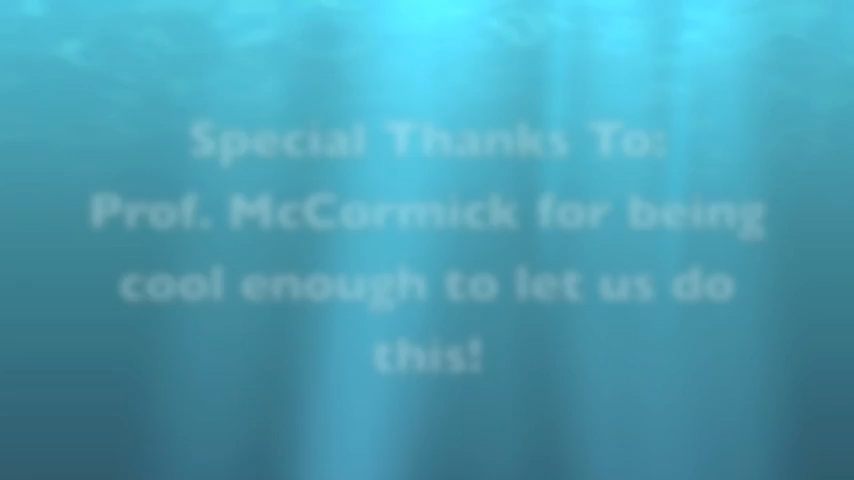 Special Thanks To:
Prof. McCormick for being
cool enough to let us do
this!